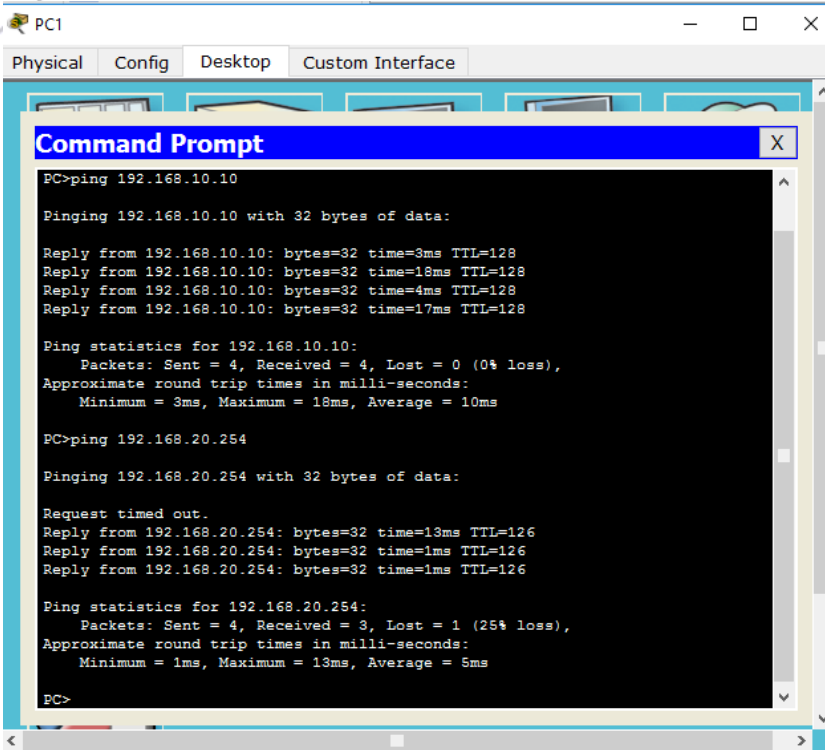 PC1
Physical Config Desktop Custom Interface
Command Prompt
X
PC>ping 192.168.10.10
Pinging 192.168.10.10 with 32 bytes of data:
Reply from 192.168.10.10: bytes=32 time=3ms TTL=128
Reply from 192.168.10.10: bytes=32 time=18ms TTL=128
Reply from 192.168.10.10: bytes=32 time=4ms TTL=128
Reply from 192.168.10.10: bytes=32 time=17ms TTL=128
Ping statistics for 192.168.10.10:
Packets: Sent = 4, Received = 4, Lost = 0 (0% loss),
Approximate round trip times in milli-seconds:
Minimum = 3ms, Maximum = 18ms, Average = 10ms
PC>ping 192.168.20.254
Pinging 192.168.20.254 with 32 bytes of data:
Request timed out.
Reply from 192.168.20.254: bytes=32 time=13ms TTL=126
Reply from 192.168.20.254: bytes=32 time=1ms TTL=126
Reply from 192.168.20.254: bytes=32 time=1ms TTL=126
Ping statistics for 192.168.20.254:
Packets: Sent = 4, Received = 3, Lost = 1 (25% loss),
Approximate round trip times in milli-seconds:
Minimum = 1ms, Maximum = 13ms, Average = 5ms
PC>